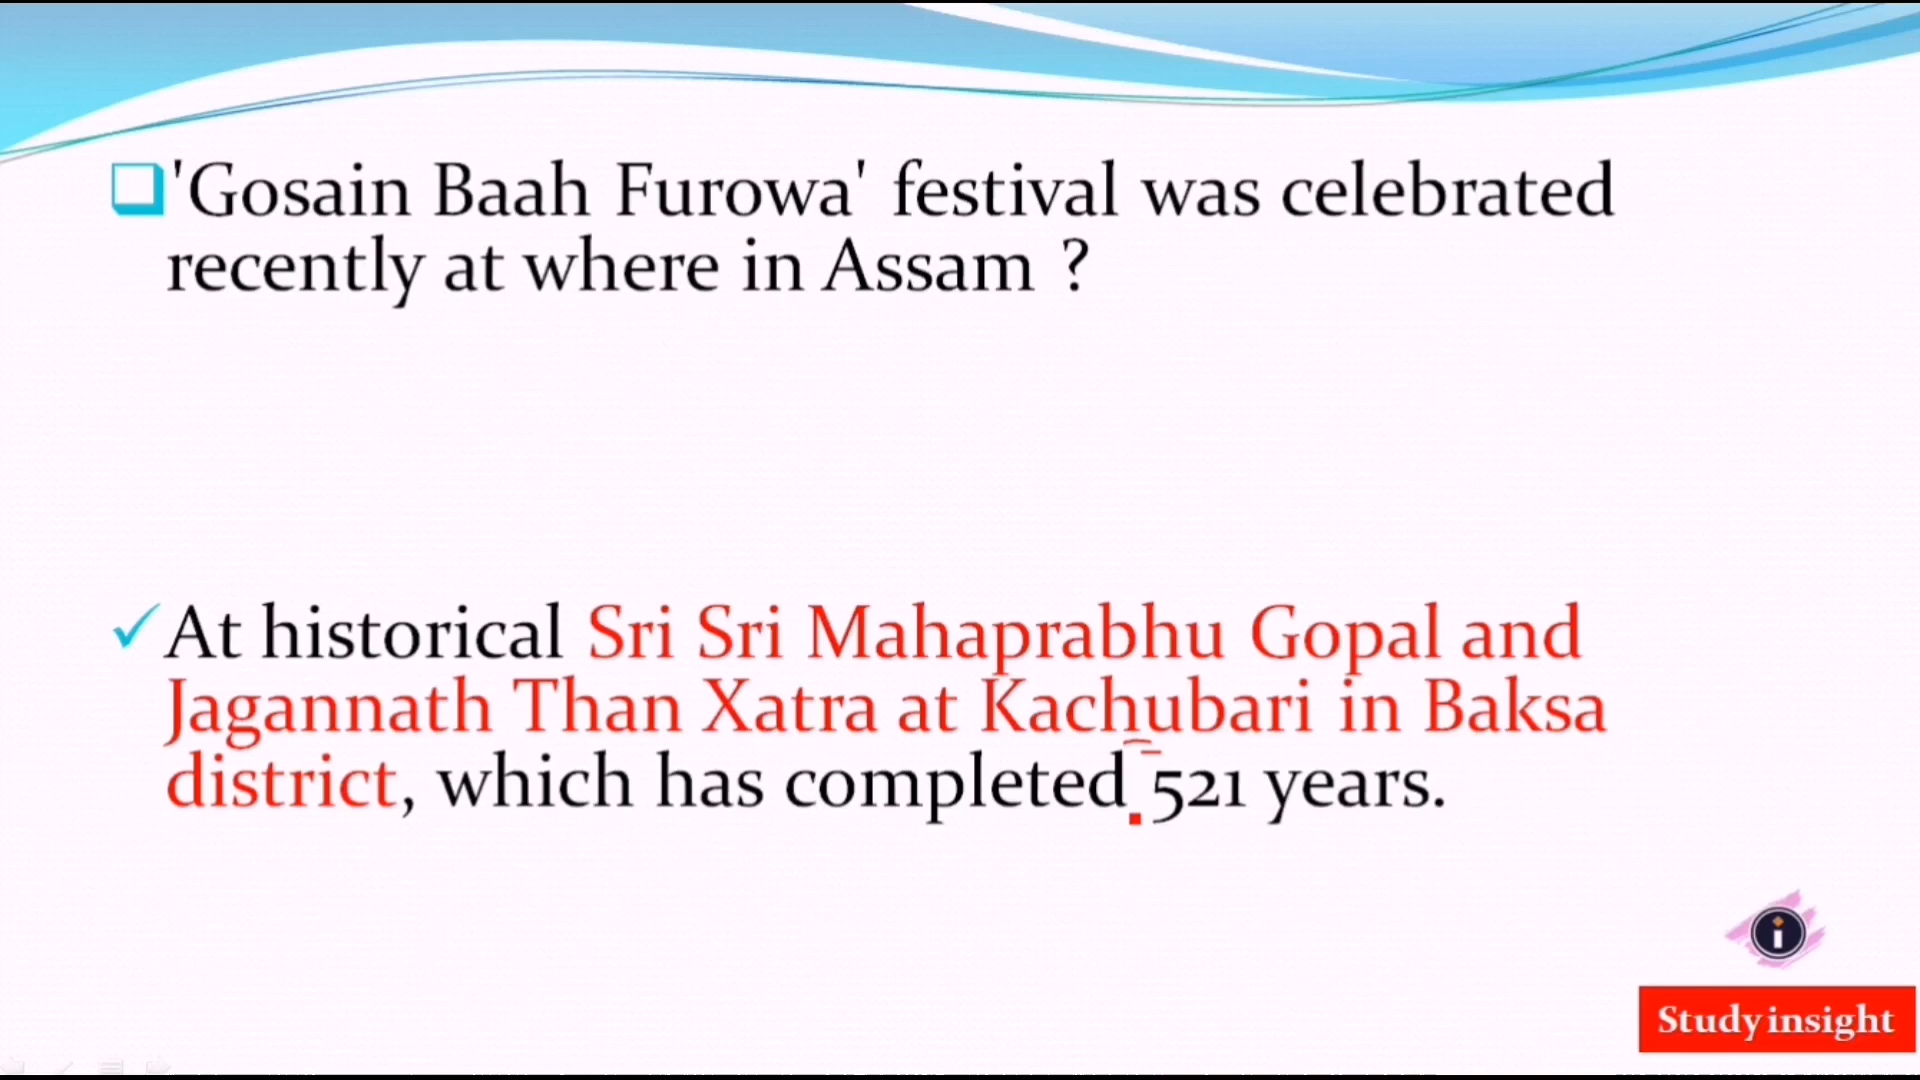 'Gosain Baah Furowa' festival was celebrated
recently at where in Assam ?
At historical Sri Sri Mahaprabhu Gopal and
Jagannath Than Xatra at Kachubari in Baksa
district, which has completed 521 years.
i
Study insight